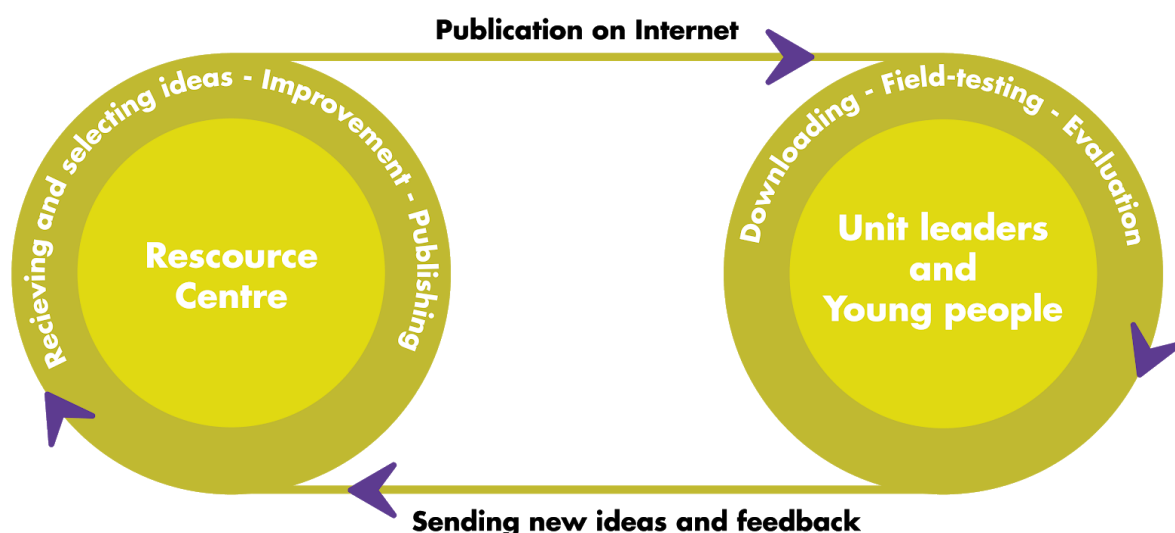 Publication on Internet
Recieving and selecting ideas - Improvement - Publishing
Rescource
Centre
Downloading - Field-testing - Evaluation
Unit leaders
and
Young people
Sending new ideas and feedback